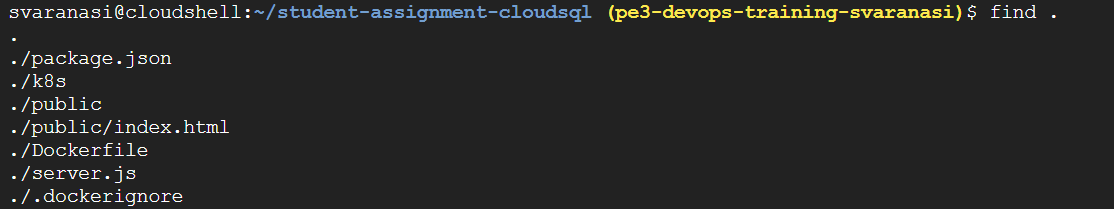 svaranasi@cloudshell:~/student-assignment-cloudsql (pe3-devops-training-svaranasi)$ find .
.
./package.json
./k8s
./public
./public/index.html
./Dockerfile
./server.js
./.dockerignore